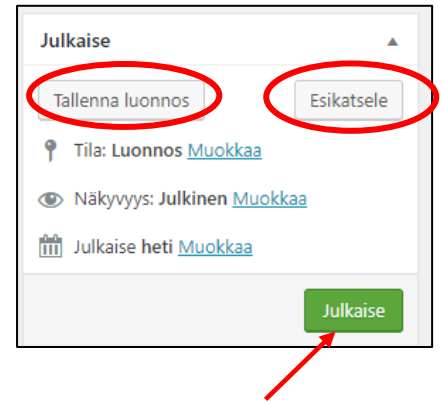 Julkaise
Tallenna luonnos Esikatsele
Tila: Luonnos Muokkaa
Näkyvyys: Julkinen Muokkaa
Julkaise heti Muokkaa
Julkaise